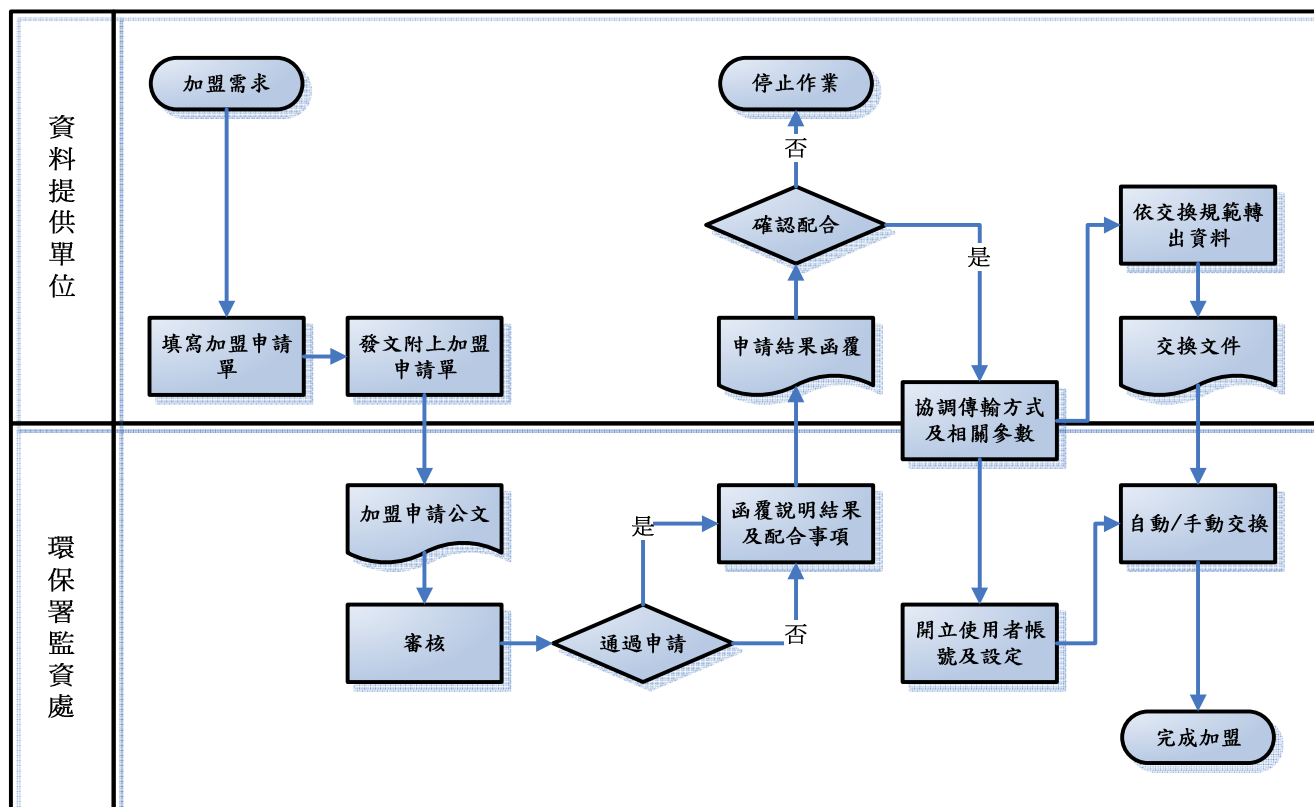 資料提供單位
加盟需求
填寫加盟申請
單
發文附上加盟
申請單
停止作業
否
確認配合
是
申請結果函覆
協調傳輸方式
及相關參數
依交換規範轉
出資料
交換文件
環保署監資處
加盟申請公文
審核
通過申請
是
否
函覆說明結果
及配合事項
開立使用者帳
號及設定
自動/手動交換
完成加盟